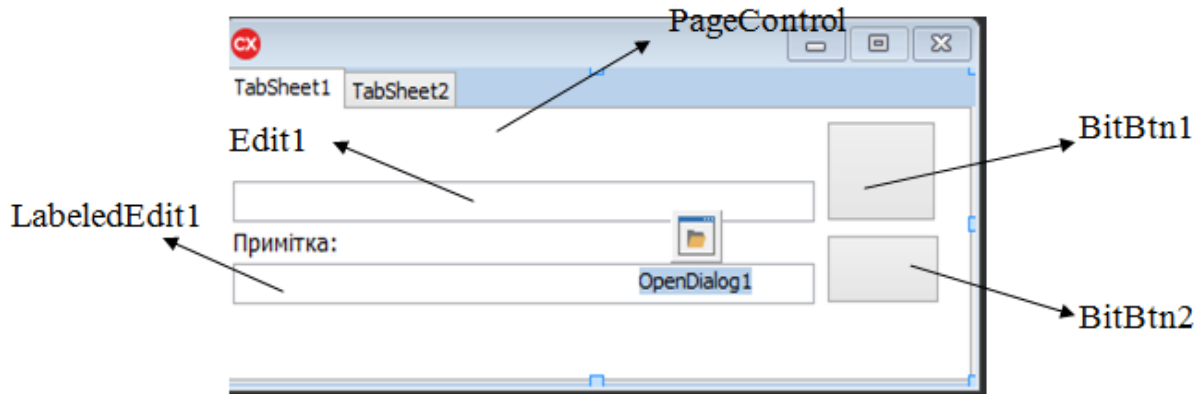 PageControl
CX
TabSheet1 TabSheet2
Edit1
BitBtn1
LabeledEdit1
Примітка:
OpenDialog1
BitBtn2